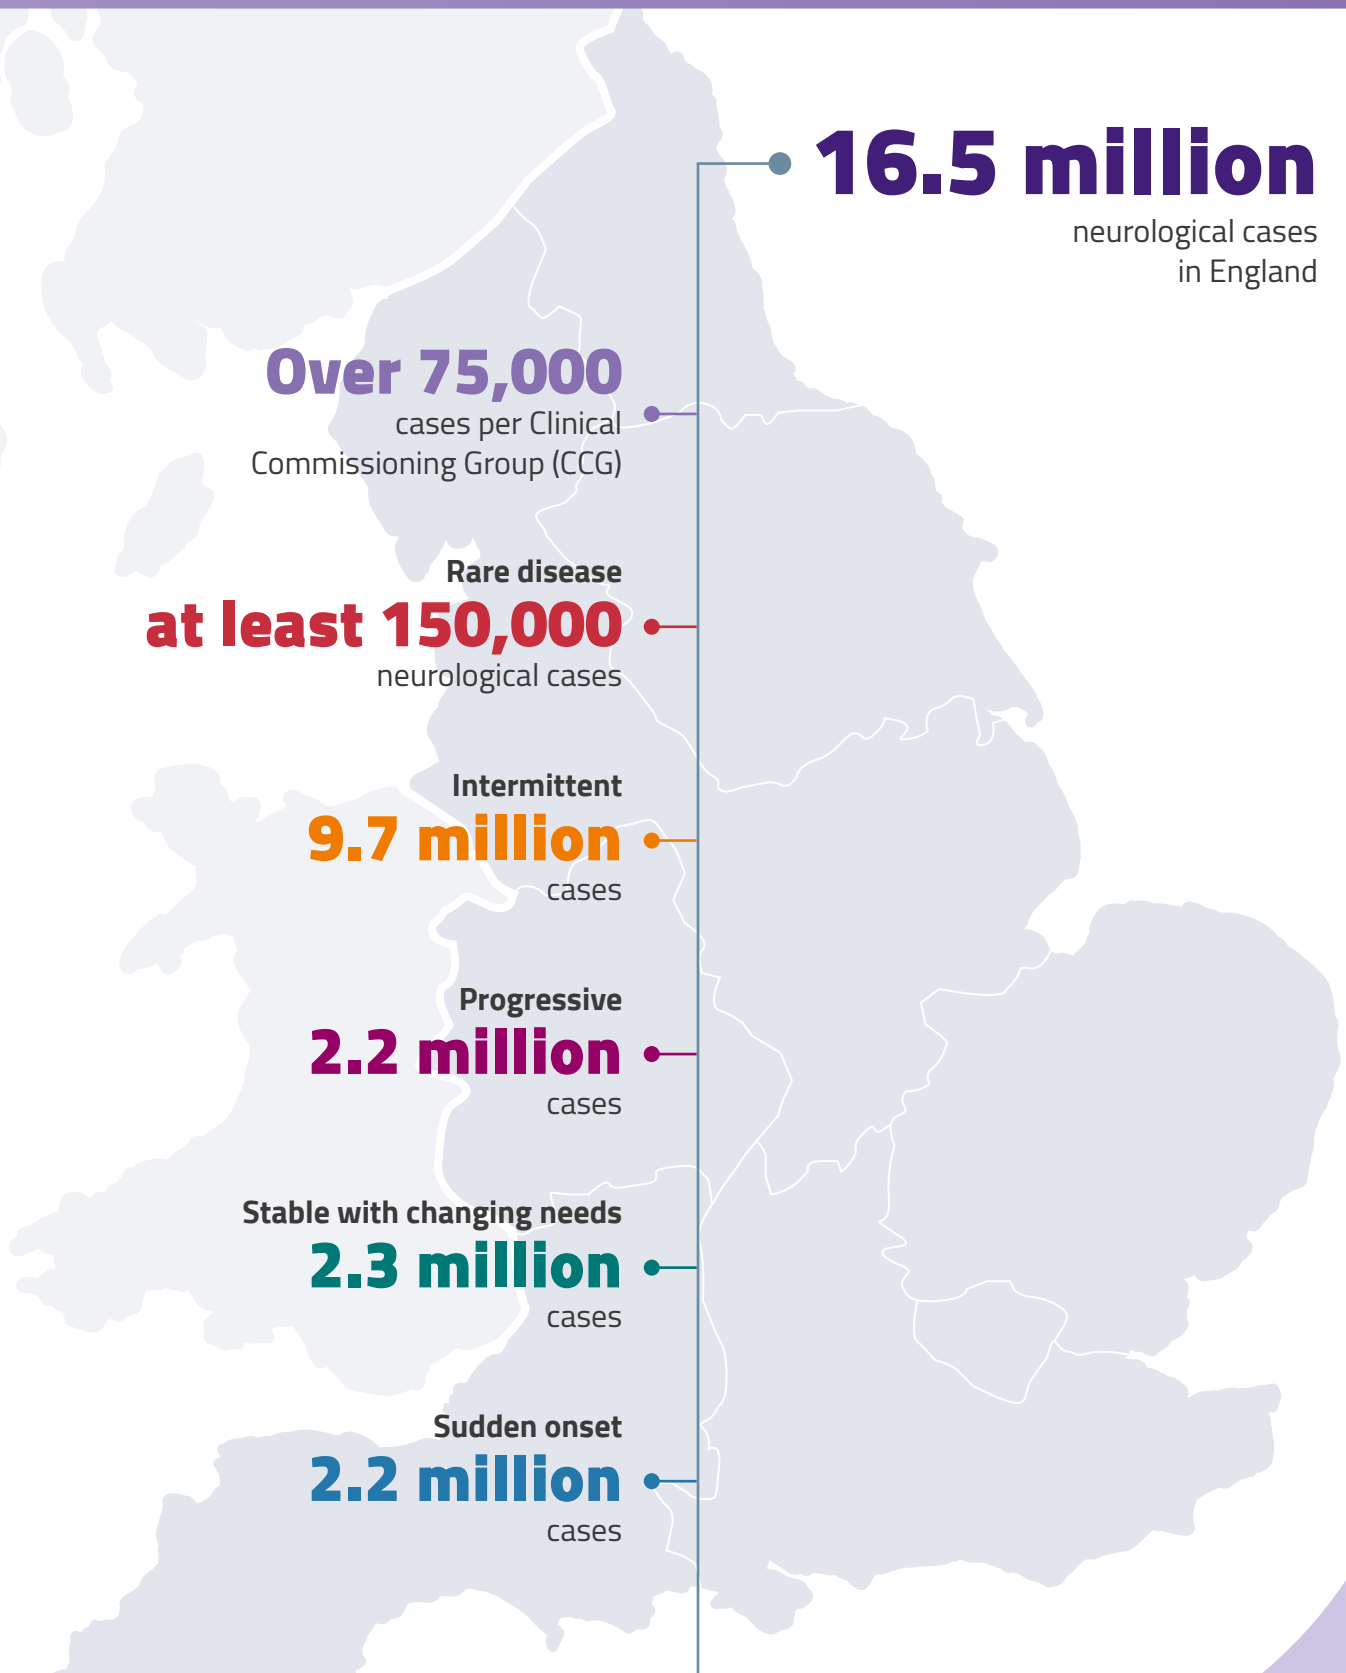 16.5 million
neurological cases
in England
Over 75,000
cases per Clinical
Commissioning Group (CCG)
Rare disease
at least 150,000
neurological cases
Intermittent
9.7 million
cases
Progressive
2.2 million
cases
Stable with changing needs
2.3 million
cases
Sudden onset
2.2 million
cases